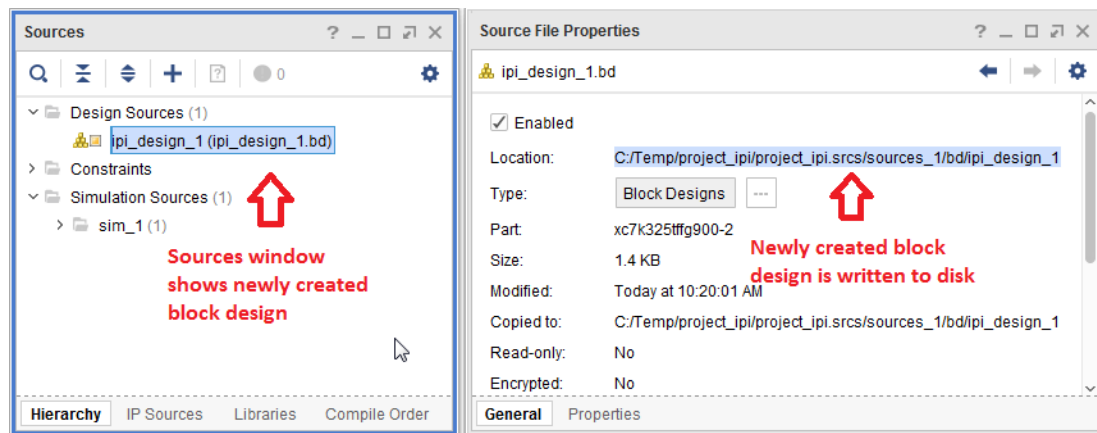 Sources
? 0
Design Sources (1)
ipi_design_1 (ipi_design_1.bd)
Constraints
Simulation Sources (1)
sim_1 (1)
Sources window
shows newly created
block design
Hierarchy IP Sources Libraries Compile Order
Source File Properties
ipi_design_1.bd
Enabled
Location: C:/Temp/project_ipi/project_ipi.srcs/sources_1/bd/ipi_design_1
Type: Block Designs ...
Part: xc7k325tffg900-2
Size: 1.4 KB
Modified: Today at 10:20:01 AM
Copied to: C:/Temp/project_ipi/project_ipi.srcs/sources_1/bd/ipi_design_1
Read-only: No
Encrypted: No
Newly created block
design is written to disk
General Properties